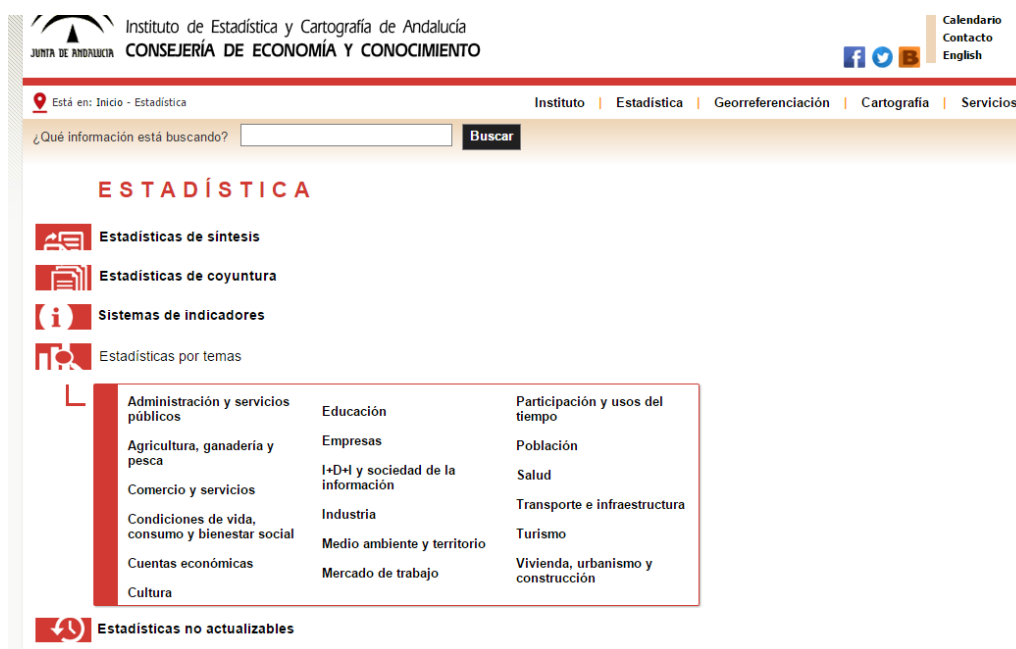 Instituto de Estadística y Cartografía de Andalucía
JUNTA DE ANDALUCIA
CONSEJERÍA DE ECONOMÍA Y CONOCIMIENTO
Calendario
Contacto
English
Está en: Inicio - Estadística
Instituto | Estadística | Georreferenciación | Cartografía | Servicios
¿Qué información está buscando?
Buscar
ESTADÍSTICA
Estadísticas de síntesis
Estadísticas de coyuntura
Sistemas de indicadores
Estadísticas por temas
Administración y servicios
públicos
Agricultura, ganadería y
pesca
Comercio y servicios
Condiciones de vida,
consumo y bienestar social
Cuentas económicas
Cultura
Educación
Empresas
I+D+I y sociedad de la
información
Industria
Medio ambiente y territorio
Mercado de trabajo
Participación y usos del
tiempo
Población
Salud
Transporte e infraestructura
Turismo
Vivienda, urbanismo y
construcción
Estadísticas no actualizables